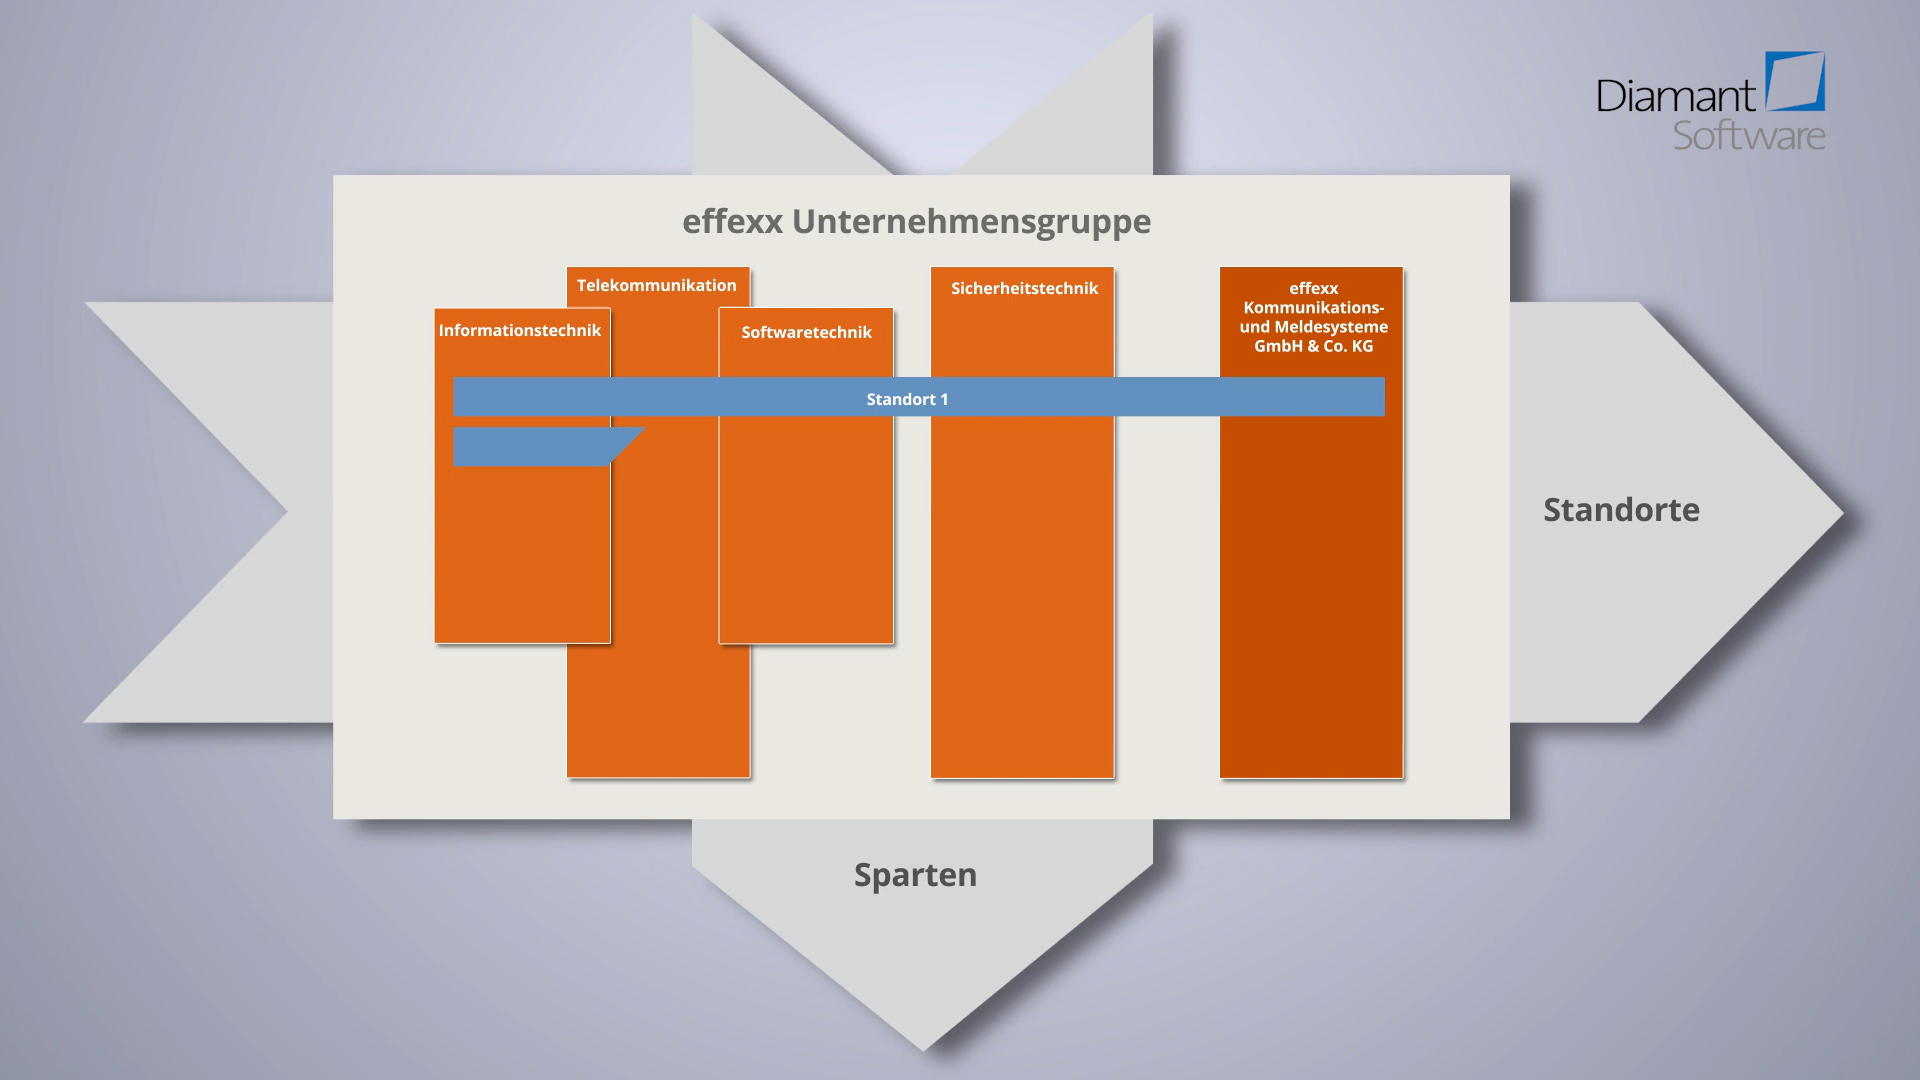 Diamant
Software
effexx Unternehmensgruppe
Telekommunikation
Informationstechnik
Softwaretechnik
Sicherheitstechnik
effexx
Kommunikations-
und Meldesysteme
GmbH & Co. KG
Standort 1
Standorte
Sparten